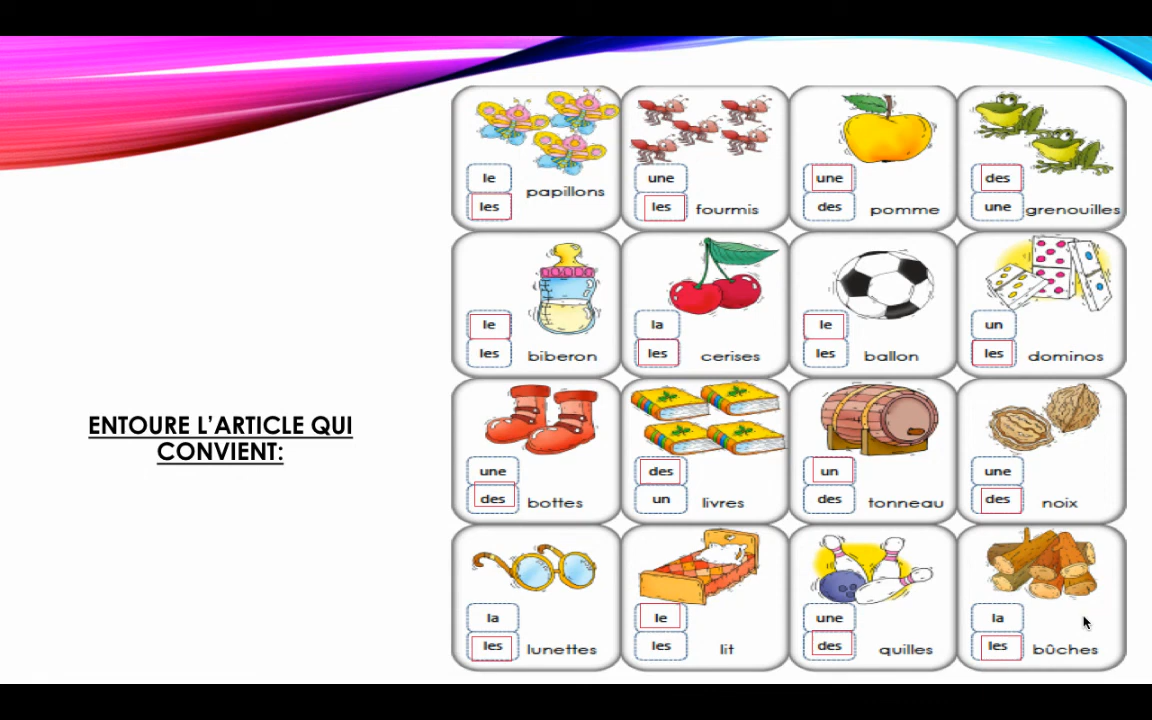 ENTOURE L'ARTICLE QUI
CONVIENT:
le
les
papillons
une
les
fourmis
une
des
pomme
des
une
grenouilles
le
les
biberon
la
les
cerises
le
les
ballon
un
les
dominos
une
des
bottes
des
un
livres
un
des
tonneau
une
des
noix
la
les
lunettes
le
les
lit
une
des
quilles
la
les
bûches